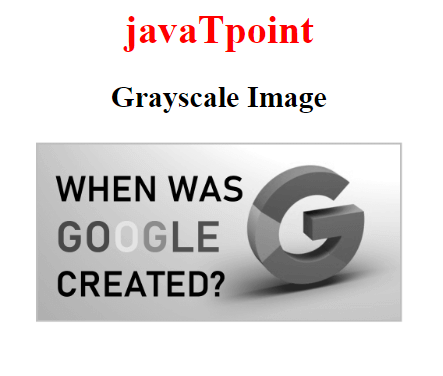 javaTpoint
Grayscale Image
WHEN WAS
GOOGLE
CREATED?
G